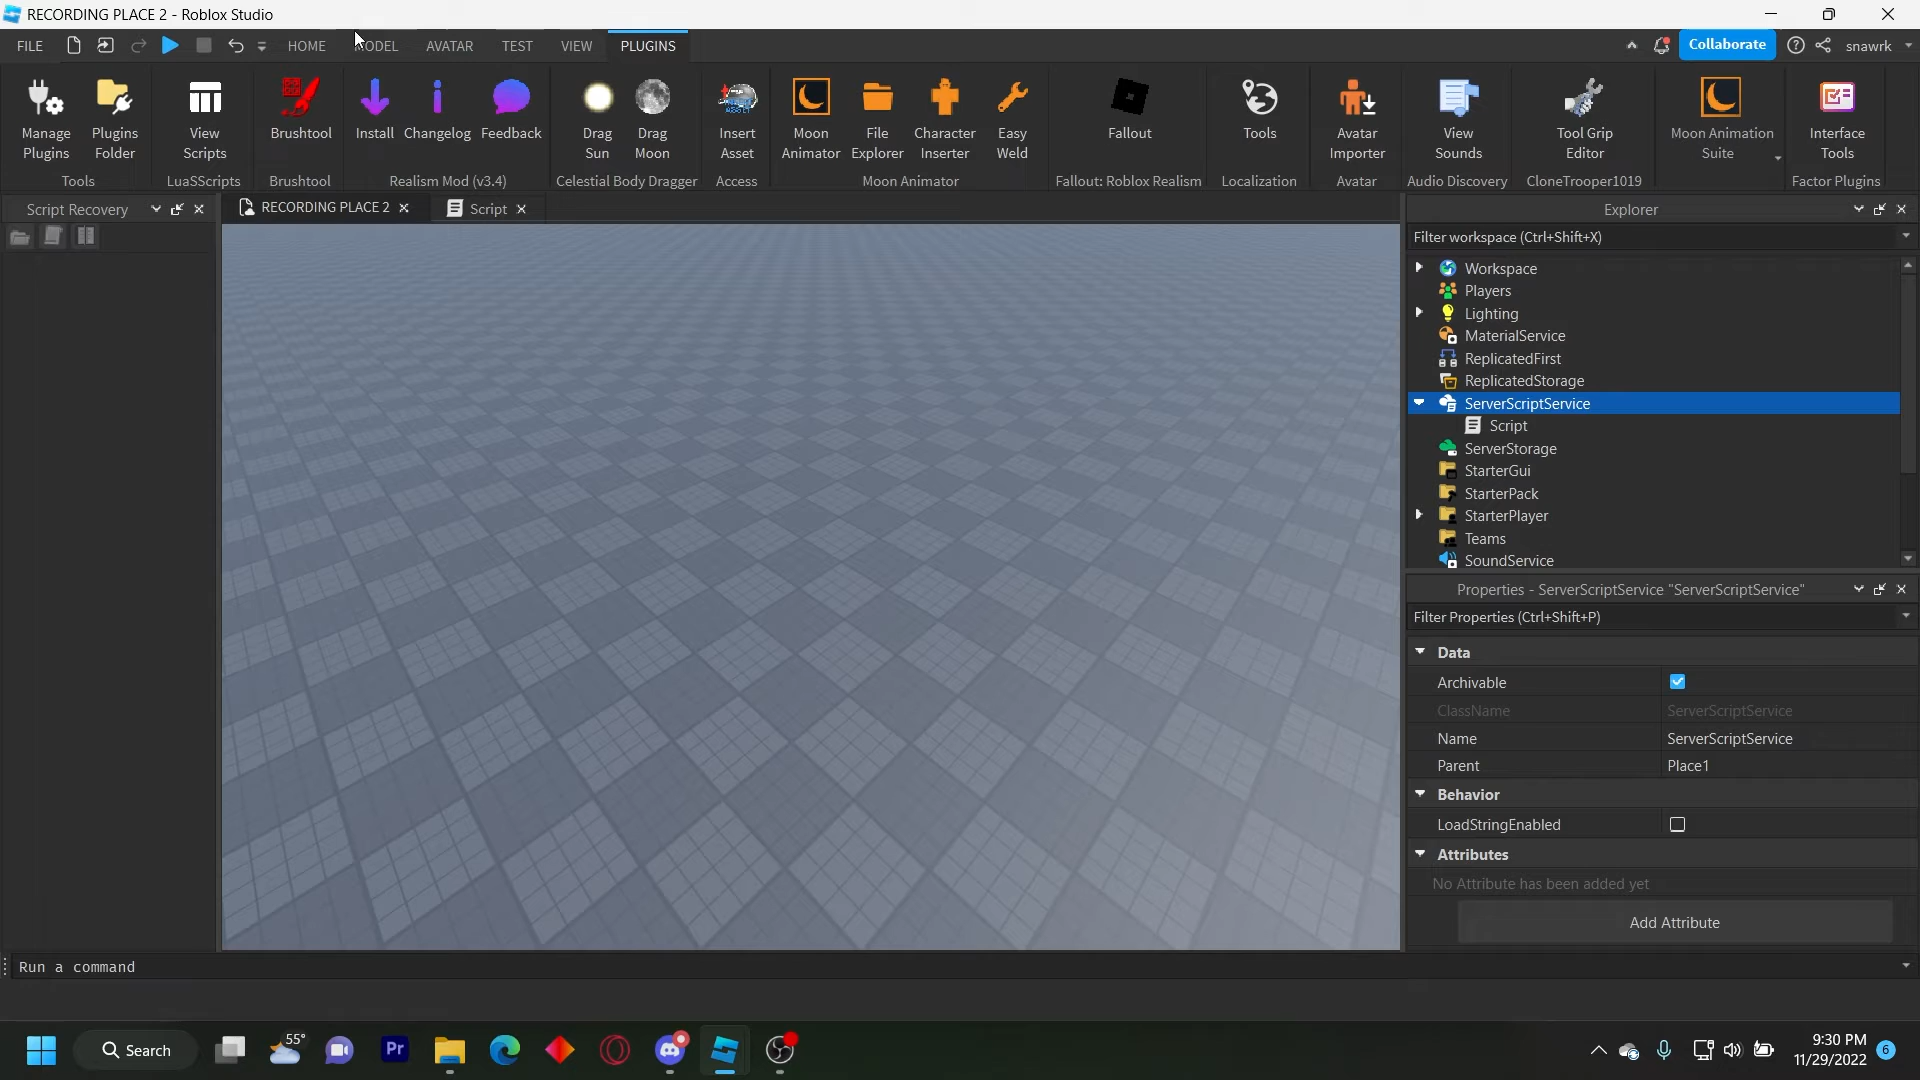 RECORDING PLACE 2 - Roblox Studio
FILE
HOME
MODEL
AVATAR
TEST
VIEW
PLUGINS
Collaborate
snawrk
Manage Plugins
Plugins Folder
View Scripts
Brushtool
Install
Changelog
Feedback
Drag Sun
Drag Moon
Insert Asset
Moon Animator
File Explorer
Character Inserter
Easy Weld
Fallout
Tools
Avatar Importer
View Sounds
Tool Grip Editor
Moon Animation Suite
Interface Tools
Tools
LuaSScripts
Brushtool
Realism Mod (v3.4)
Celestial Body Dragger
Access
Moon Animator
Fallout: Roblox Realism
Localization
Avatar
Audio Discovery
CloneTrooper1019
Factor Plugins
Script Recovery
RECORDING PLACE 2
Script
Explorer
Filter workspace (Ctrl+Shift+X)
Workspace
Players
Lighting
MaterialService
ReplicatedFirst
ReplicatedStorage
ServerScriptService
Script
ServerStorage
StarterGui
StarterPack
StarterPlayer
Teams
SoundService
Properties - ServerScriptService "ServerScriptService"
Filter Properties (Ctrl+Shift+P)
Data
Archivable
ClassName ServerScriptService
Name ServerScriptService
Parent Place1
Behavior
LoadStringEnabled
Attributes
No Attribute has been added yet
Add Attribute
Run a command
Search
55°
Pr
9:30 PM
11/29/2022
6